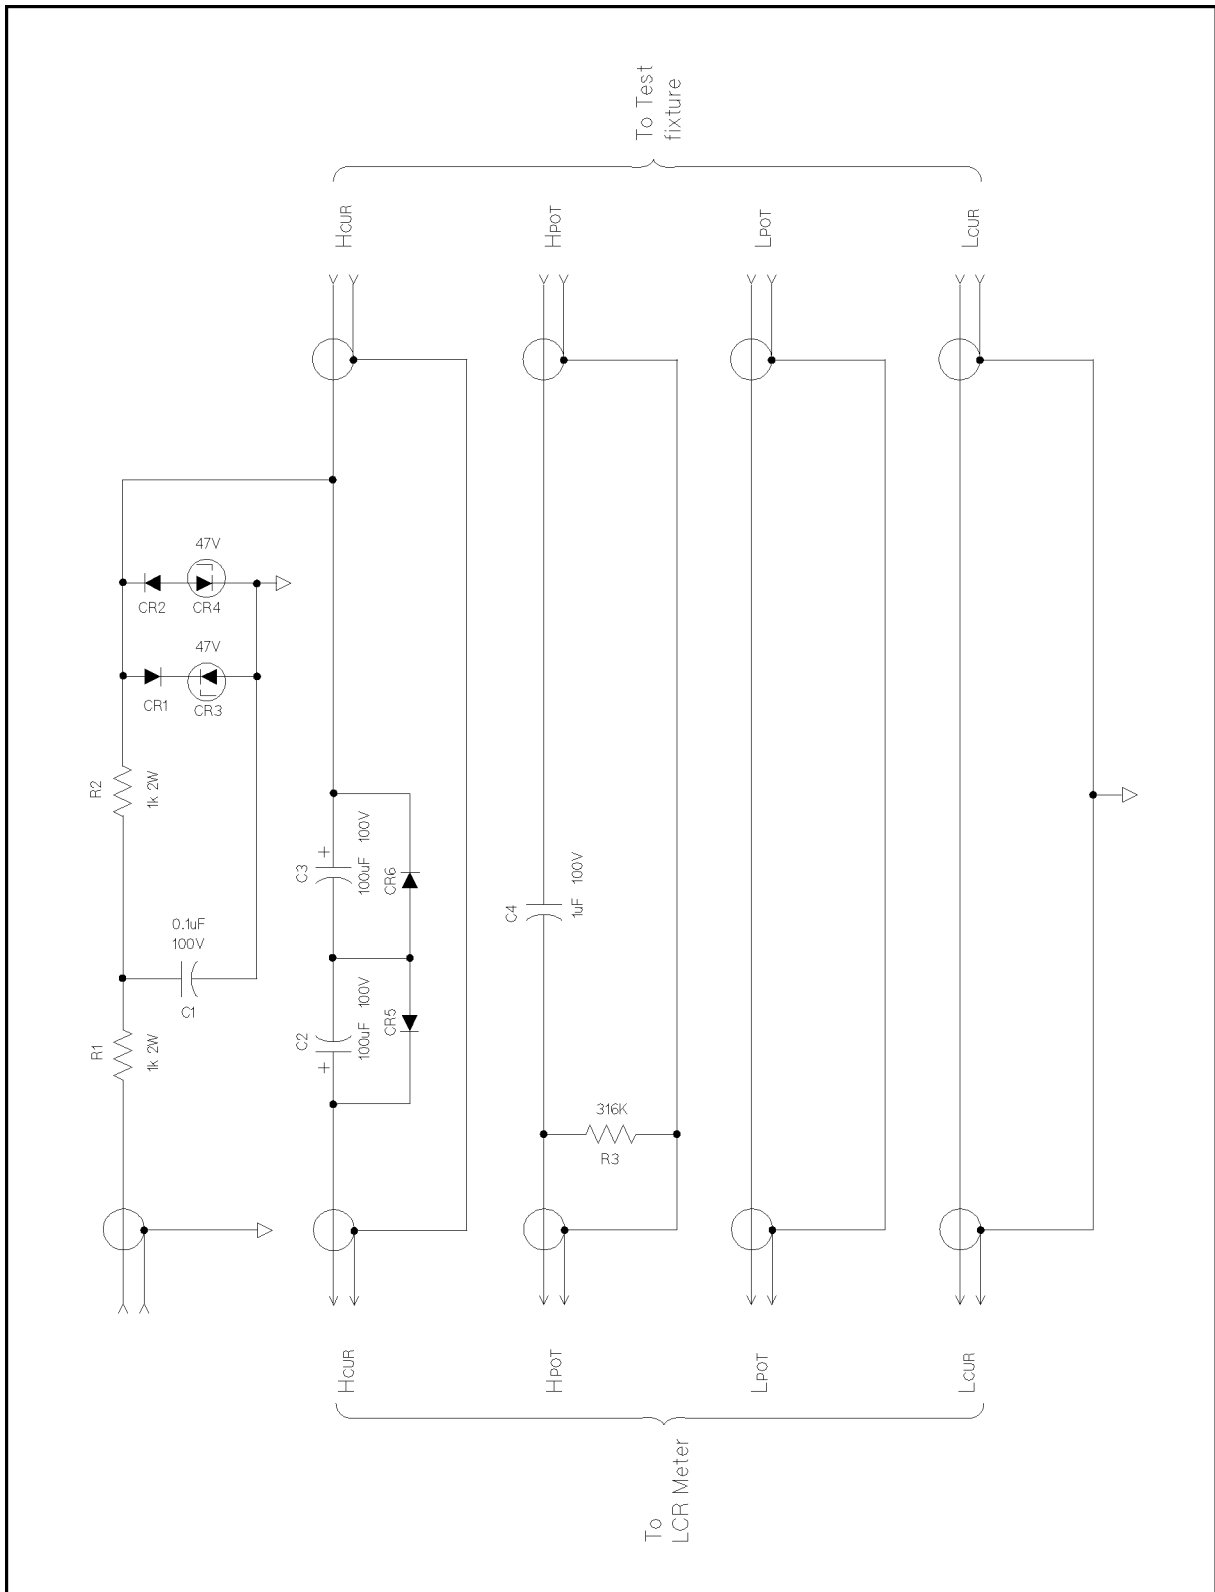 To Test
fixture
HCUR
HPOT
LPOT
LCUR
47V
CR2
CR4
47V
CR1
CR3
R2
1k 2W
0.1uF
100V
C1
R1
1k 2W
C3
+
100uF 100V
CR6
C2
+
100uF 100V
CR5
C4
1uF 100V
316K
R3
HCUR
HPOT
LPOT
LCUR
To
LCR Meter